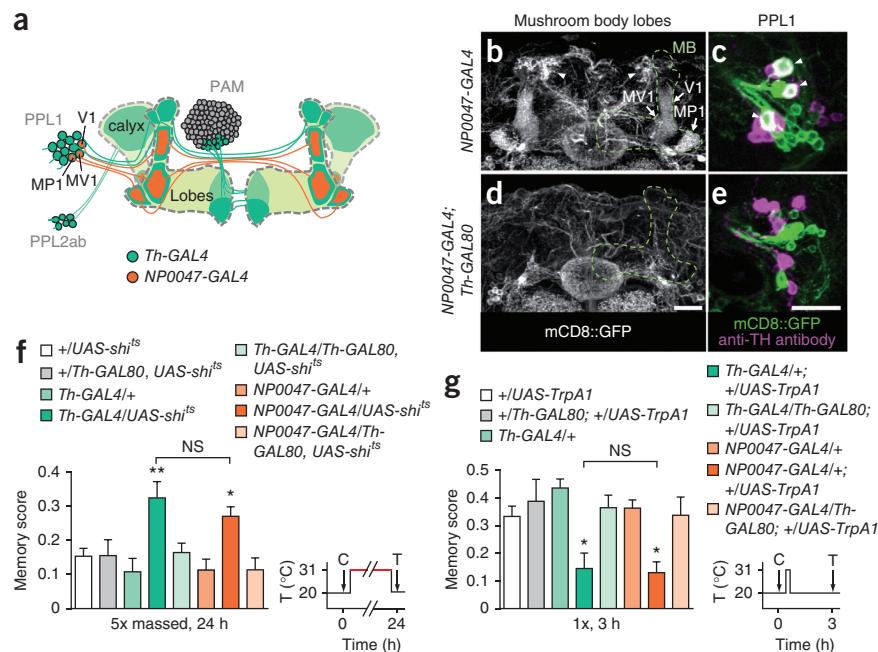 a
PAM
PPL1
V1
calyx
MP1
MV1
Lobes
PPL2ab
Th-GAL4
NP0047-GAL4
Mushroom body lobes
PPL1
NP0047-GAL4
b
MB
V1
MV1
MP1
c
NP0047-GAL4;
Th-GAL80
d
mCD8::GFP
e
mCD8::GFP
anti-TH antibody
f
+/UAS-shi^ts
+/Th-GAL80, UAS-shi^ts
Th-GAL4/+
Th-GAL4/UAS-shi^ts
Th-GAL4/Th-GAL80,
UAS-shi^ts
NP0047-GAL4/+
NP0047-GAL4/UAS-shi^ts
NP0047-GAL4/Th-
GAL80, UAS-shi^ts
NS
**
*
Memory score
0.4
0.3
0.2
0.1
0
5x massed, 24 h
C
T
T (°C)
31
20
0
24
Time (h)
g
+/UAS-TrpA1
+/Th-GAL80; +/UAS-TrpA1
Th-GAL4/+
Th-GAL4/+;
+/UAS-TrpA1
Th-GAL4/Th-GAL80;
+/UAS-TrpA1
NP0047-GAL4/+
NP0047-GAL4/+;
+/UAS-TrpA1
NP0047-GAL4/Th-
GAL80; +/UAS-TrpA1
NS
*
*
Memory score
0.5
0.4
0.3
0.2
0.1
0
1x, 3 h
C
T
T (°C)
31
20
0
3
Time (h)